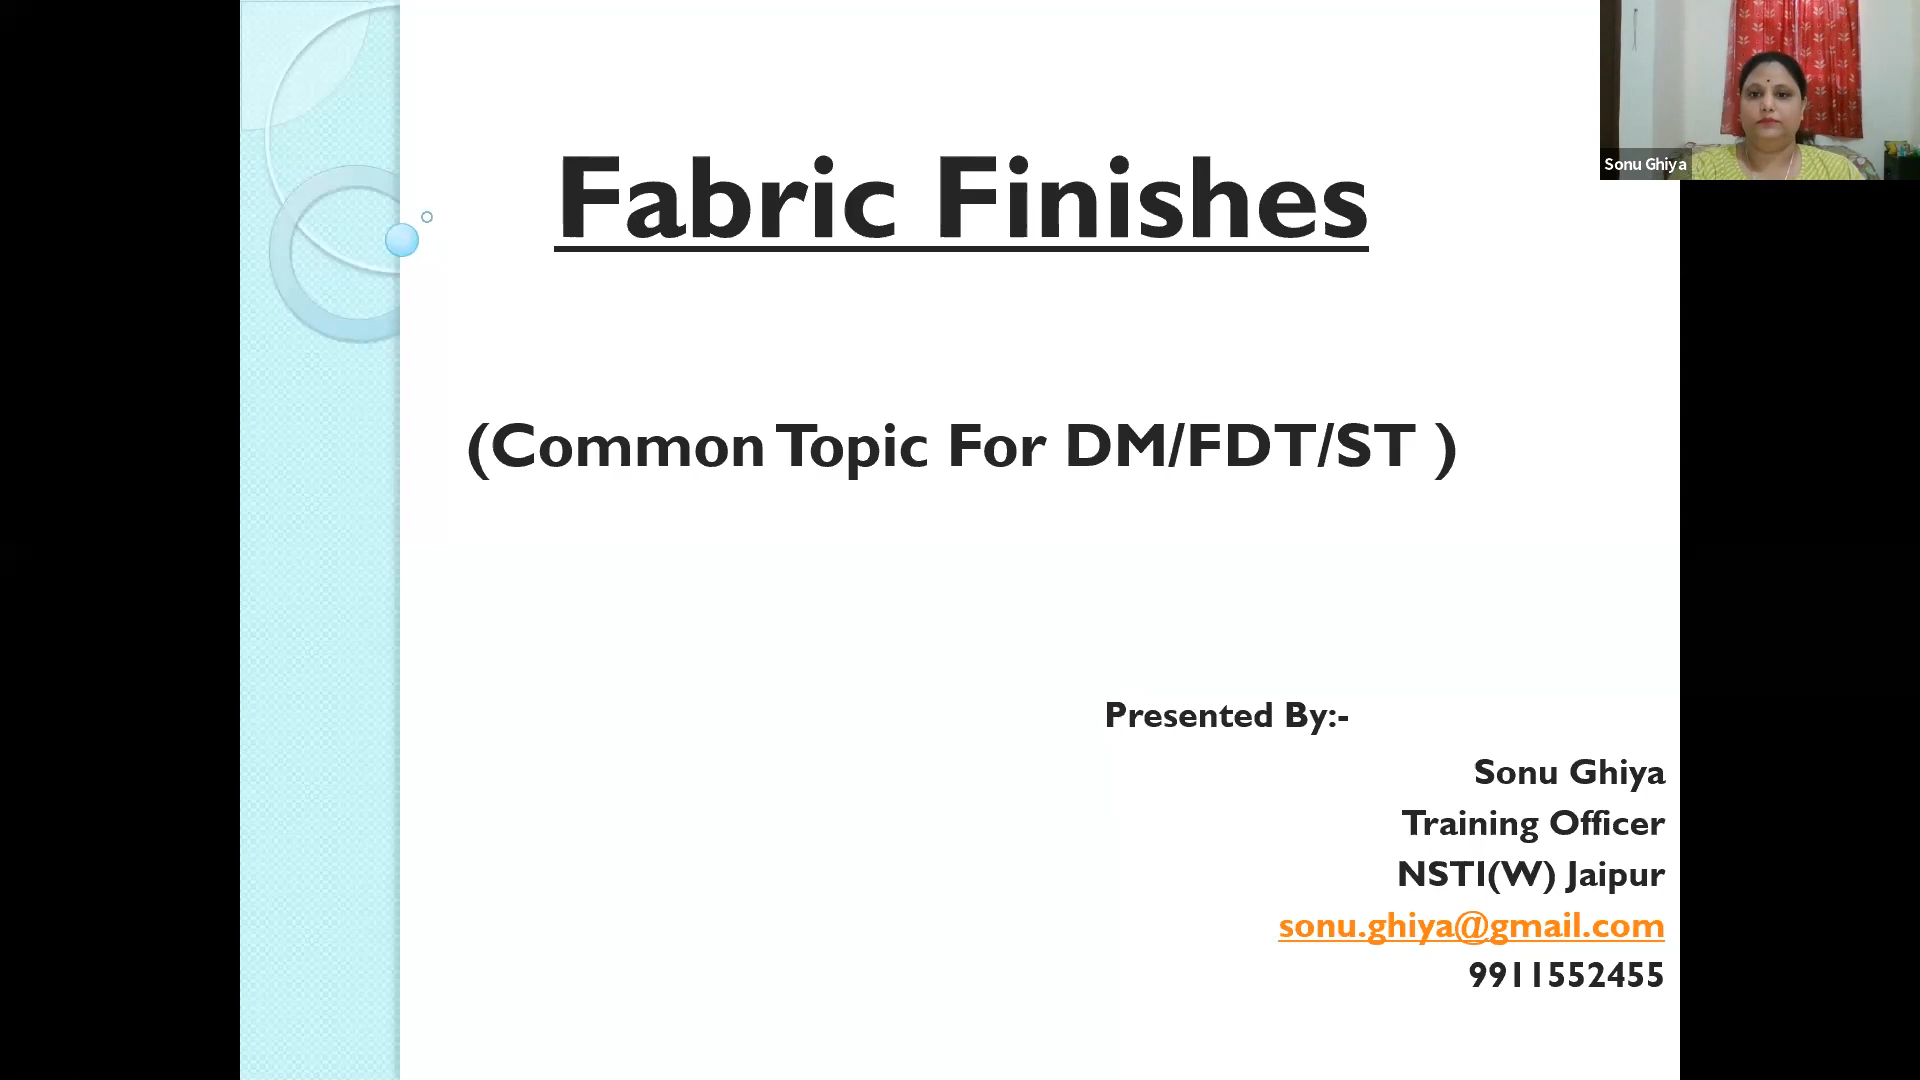 Fabric Finishes
Sonu Ghiya
(Common Topic For DM/FDT/ST )
Presented By:-
Sonu Ghiya
Training Officer
NSTI(W) Jaipur
sonu.ghiya@gmail.com
9911552455